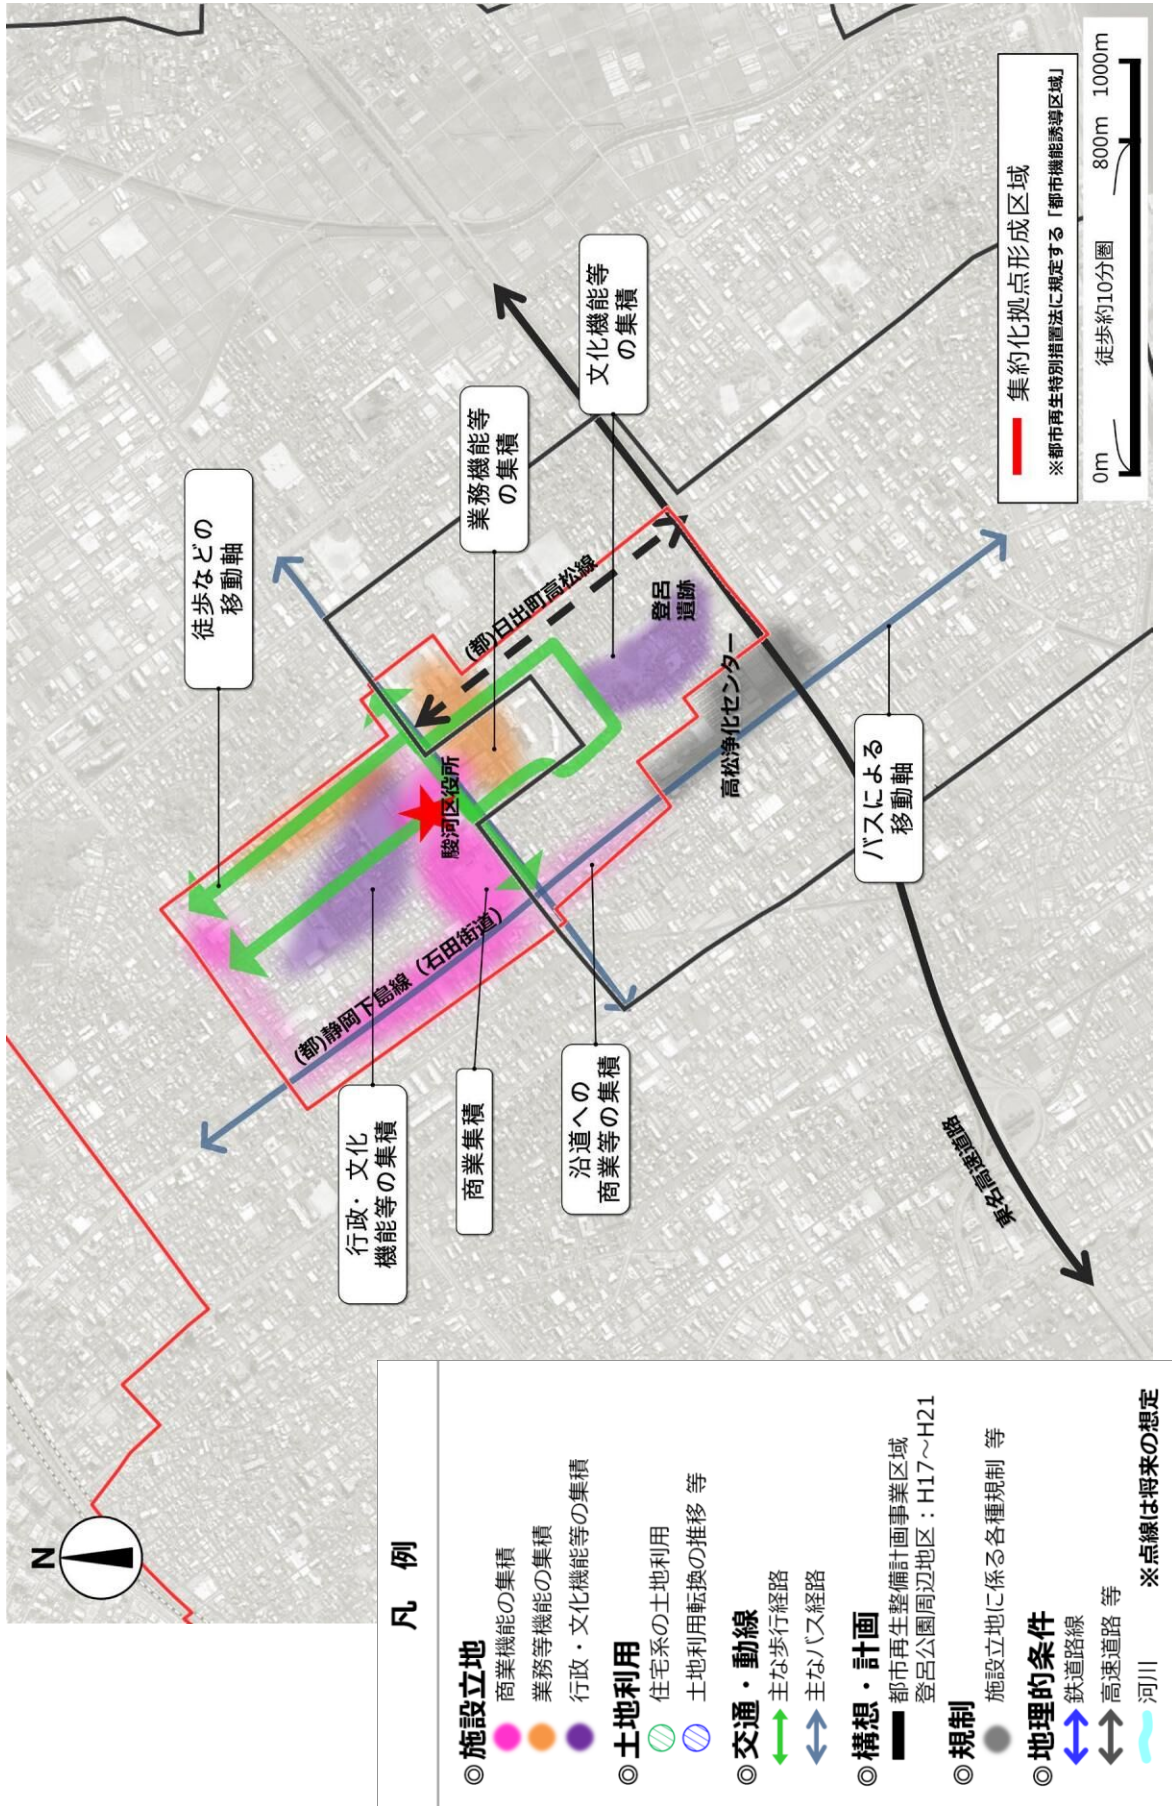 N
徒歩などの
移動軸
業務機能等
の集積
文化機能等
の集積
(都)日出町高松線
駿河区役所
登呂
遺跡
高松浄化センター
(都)静岡下島線（石田街道）
行政・文化
機能等の集積
商業集積
沿道への
商業等の集積
バスによる
移動軸
東名高速道路
集約化拠点形成区域
※都市再生特別措置法に規定する「都市機能誘導区域」
0m
徒歩約10分圏
800m
1000m
凡 例
◎施設立地
商業機能の集積
業務等機能の集積
行政・文化機能等の集積
◎土地利用
住宅系の土地利用
土地利用転換の推移 等
◎交通・動線
主な歩行経路
主なバス経路
◎構想・計画
都市再生整備計画事業区域
登呂公園周辺地区：H17～H21
◎規制
施設立地に係る各種規制 等
◎地理的条件
鉄道路線
高速道路 等
河川
※点線は将来の想定